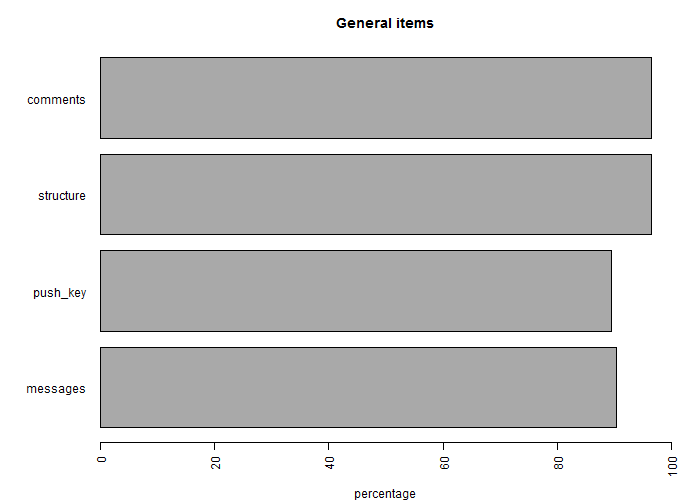 General items
comments
structure
push_key
messages
0 20 40 60 80 100
percentage